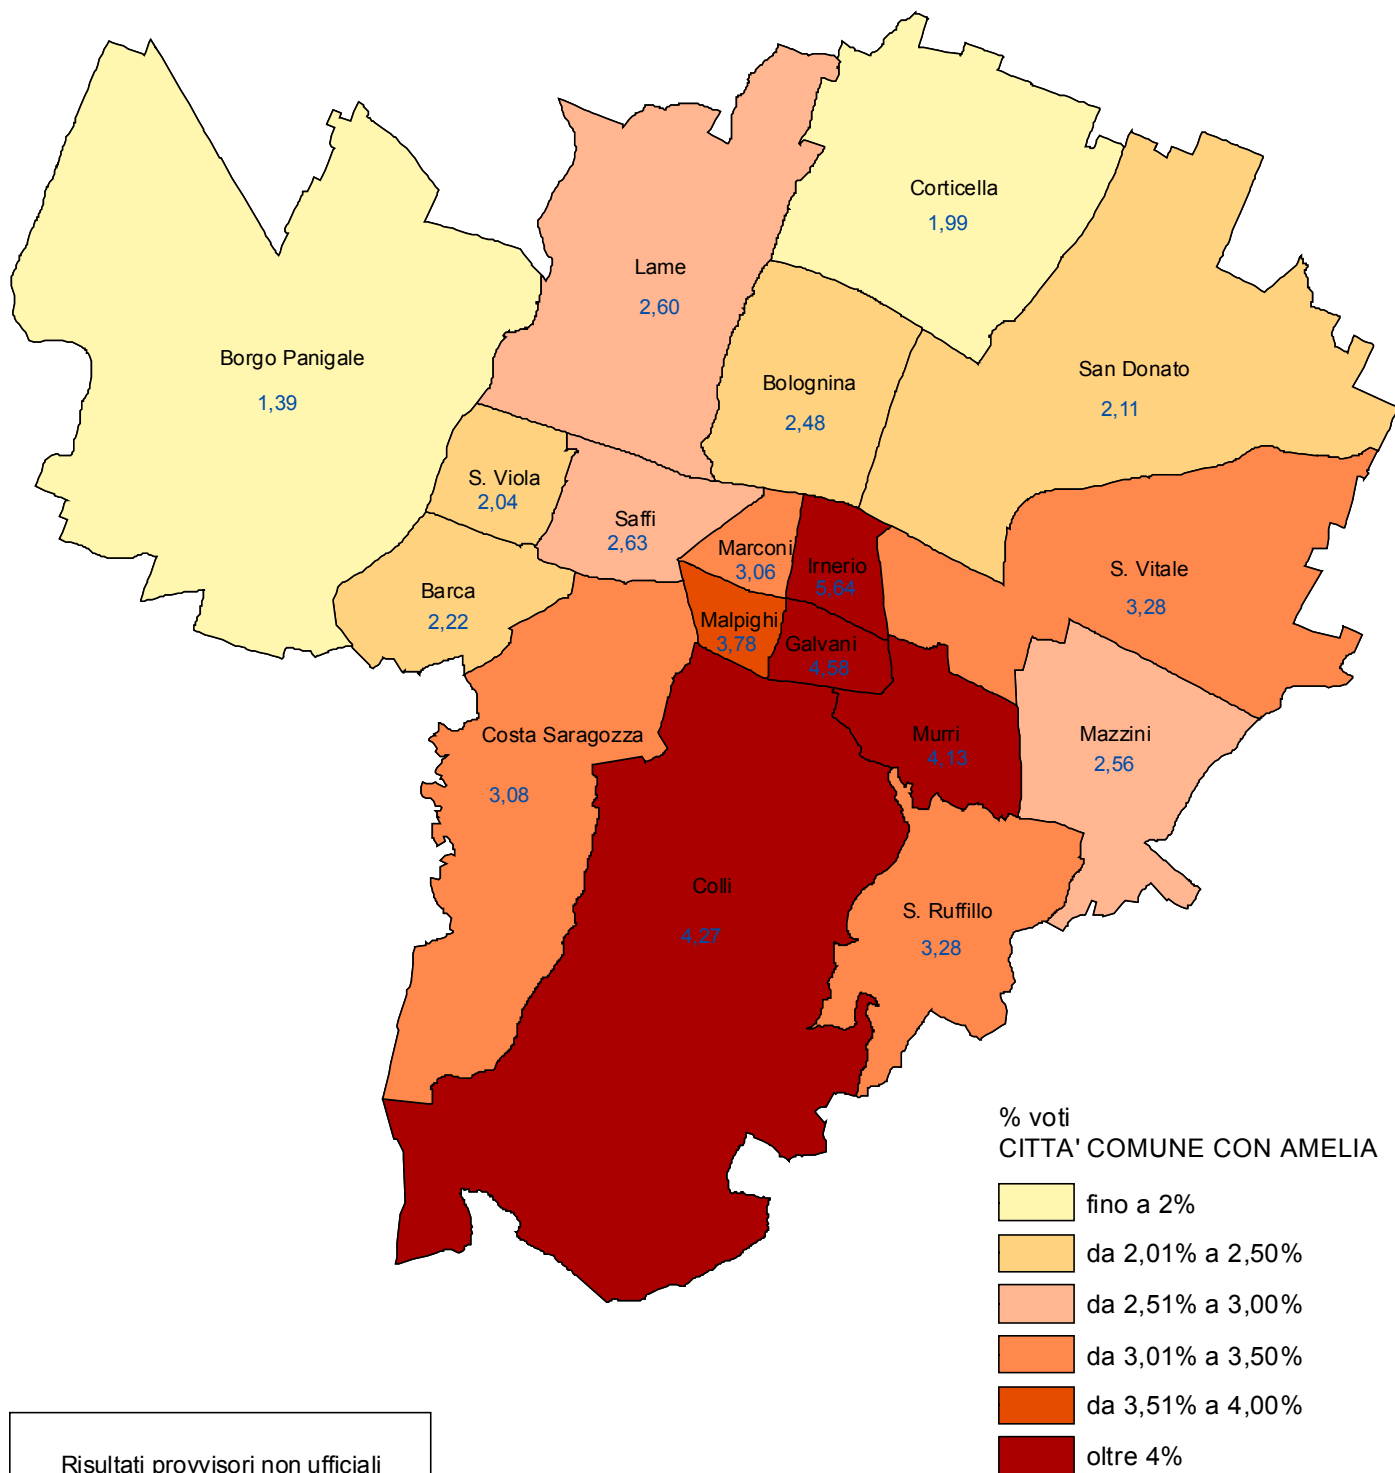 Corticella
1,99
Lame
2,60
Borgo Panigale
1,39
Bolognina
2,48
San Donato
2,11
S. Viola
2,04
Saffi
2,63
Marconi
3,06
Irnerio
5,64
S. Vitale
3,28
Barca
2,22
Malpighi
3,78
Galvani
4,58
Costa Saragozza
3,08
Murri
4,13
Mazzini
2,56
Colli
4,27
S. Ruffillo
3,28
% voti
CITTA' COMUNE CON AMELIA
fino a 2%
da 2,01% a 2,50%
da 2,51% a 3,00%
da 3,01% a 3,50%
da 3,51% a 4,00%
oltre 4%
Risultati provvisori non ufficiali